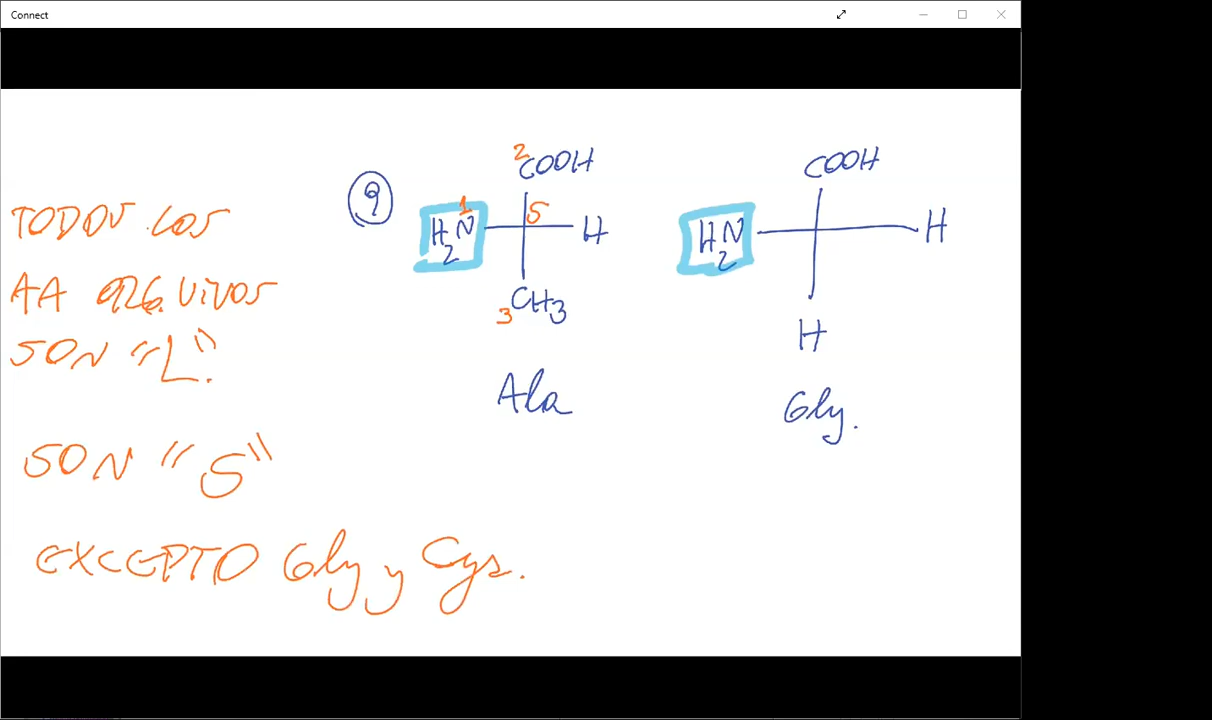 Connect
TODOS LOS
AA ORG. VIVOS
SON "L".
SON "S"
EXCEPTO Gly y Cys.
9
2
COOH
1
H2N
5
H
3
CH3
Ala
COOH
H2N
H
H
Gly.